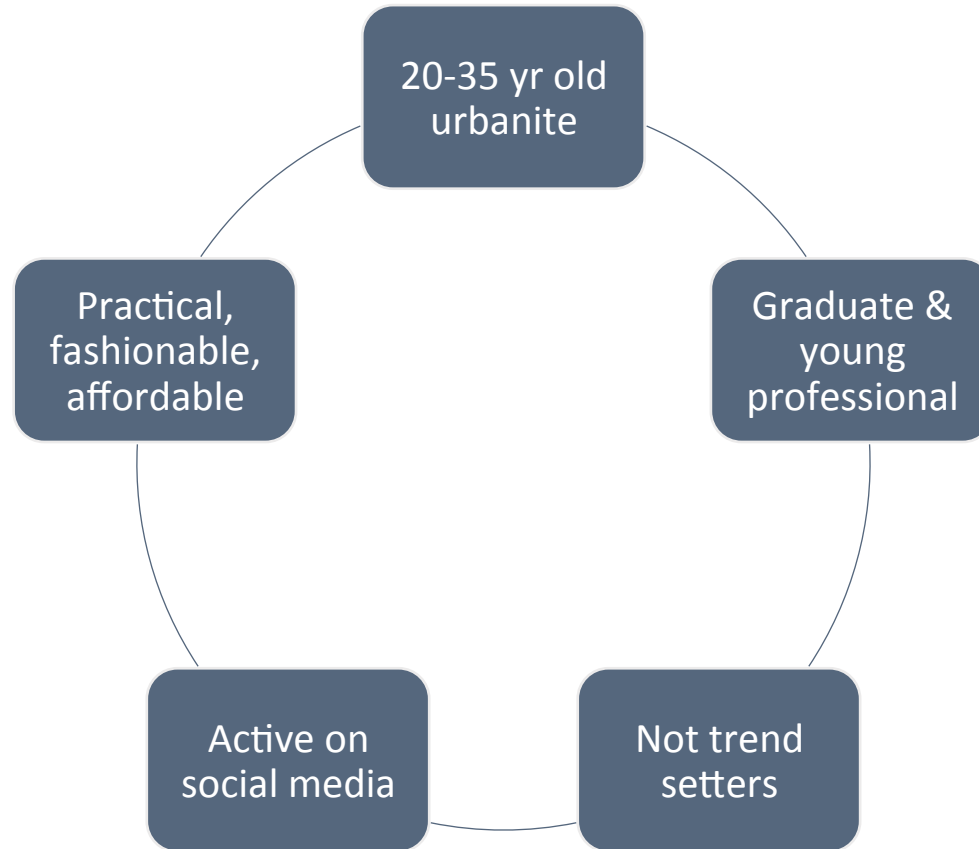 20-35 yr old
urbanite
Graduate &
young
professional
Not trend
setters
Active on
social media
Practical,
fashionable,
affordable